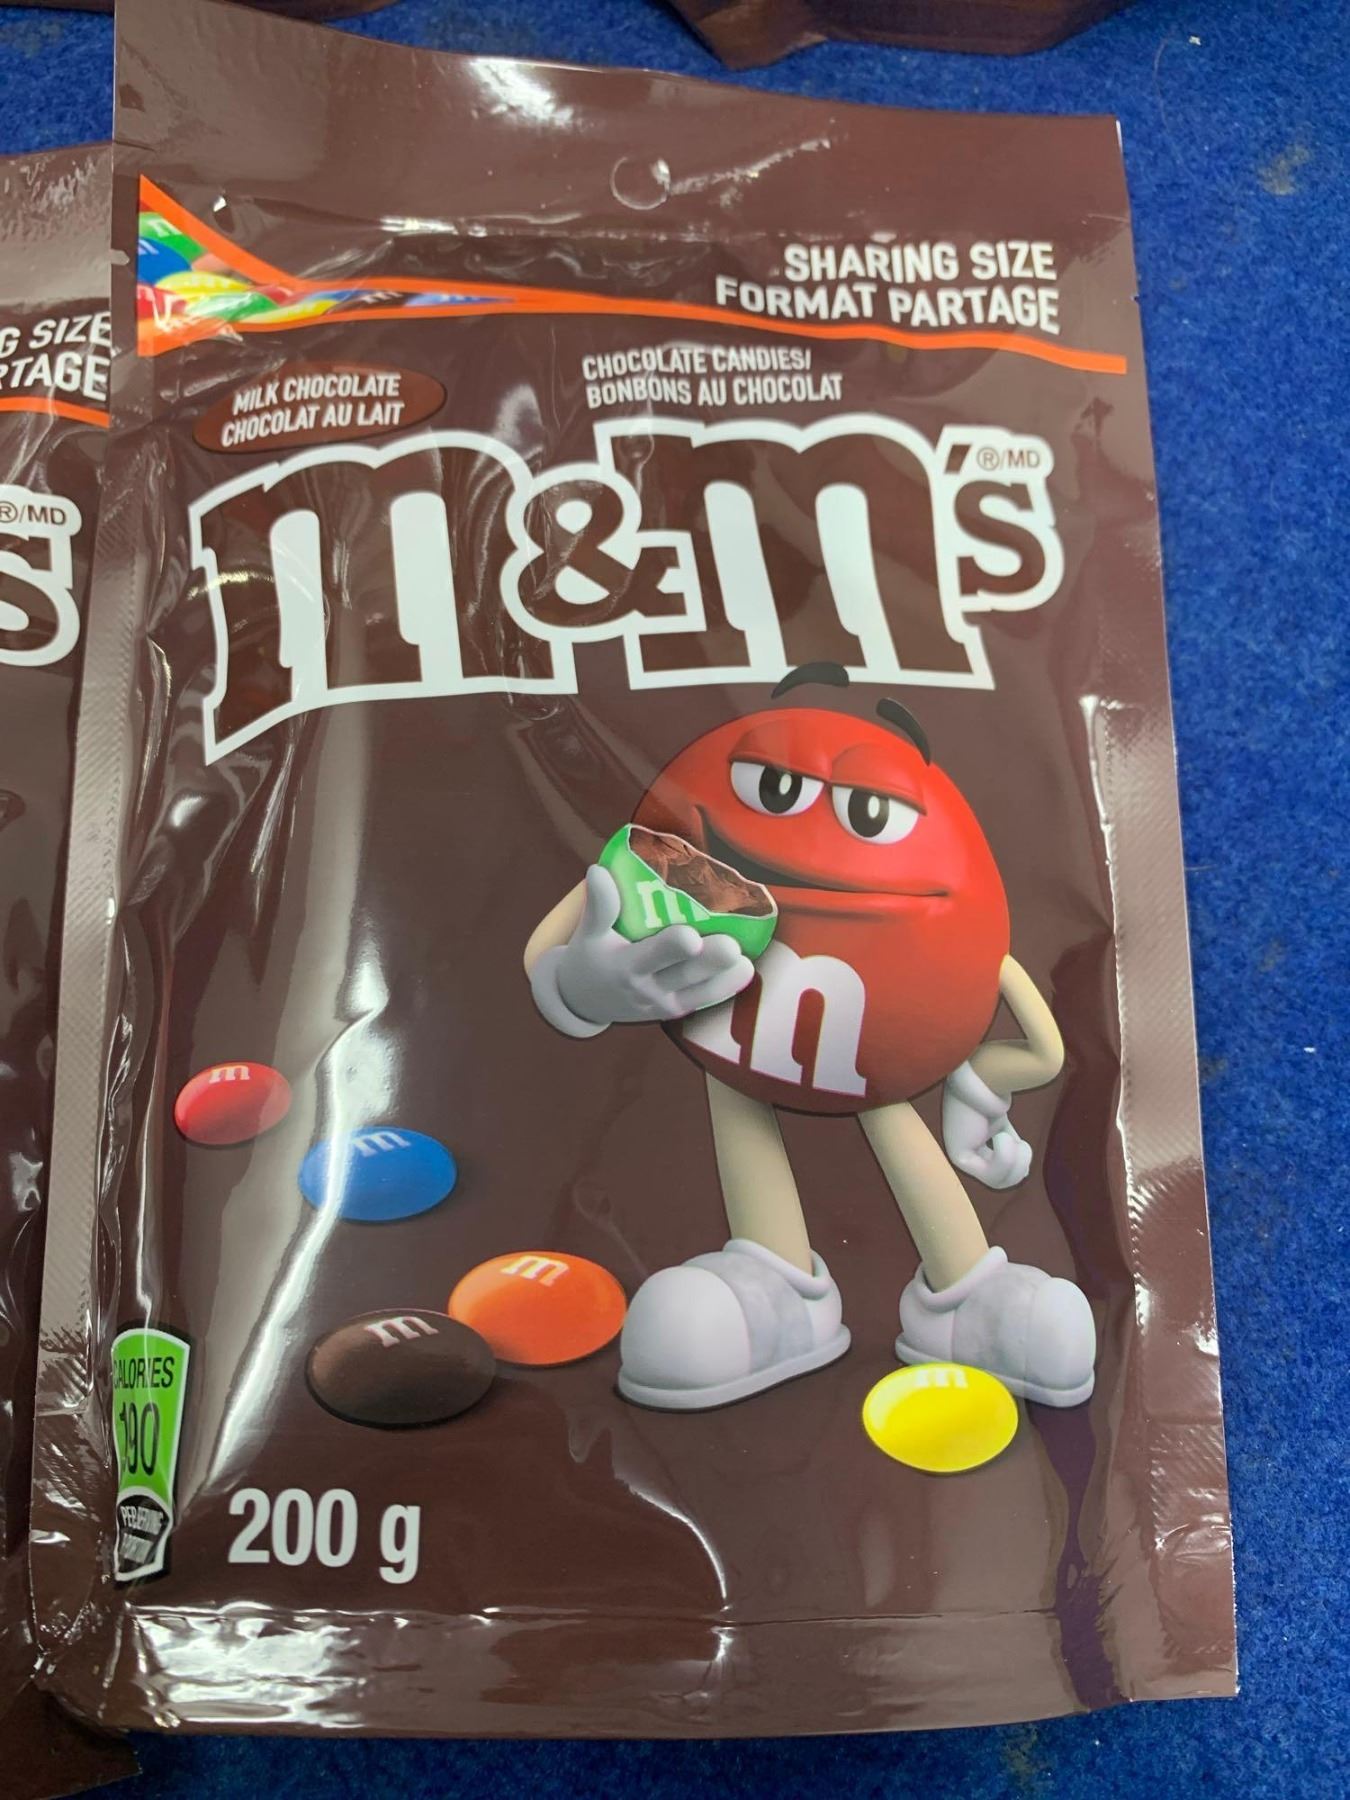 SHARING SIZE
FORMAT PARTAGE
G SIZE
RTAGE
CHOCOLATE CANDIES/
BONBONS AU CHOCOLAT
MILK CHOCOLATE
CHOCOLAT AU LAIT
m&m's
®/MD
®/MD
S
m
m
m
m
m
m
m
CALORIES
190
PER
200 g